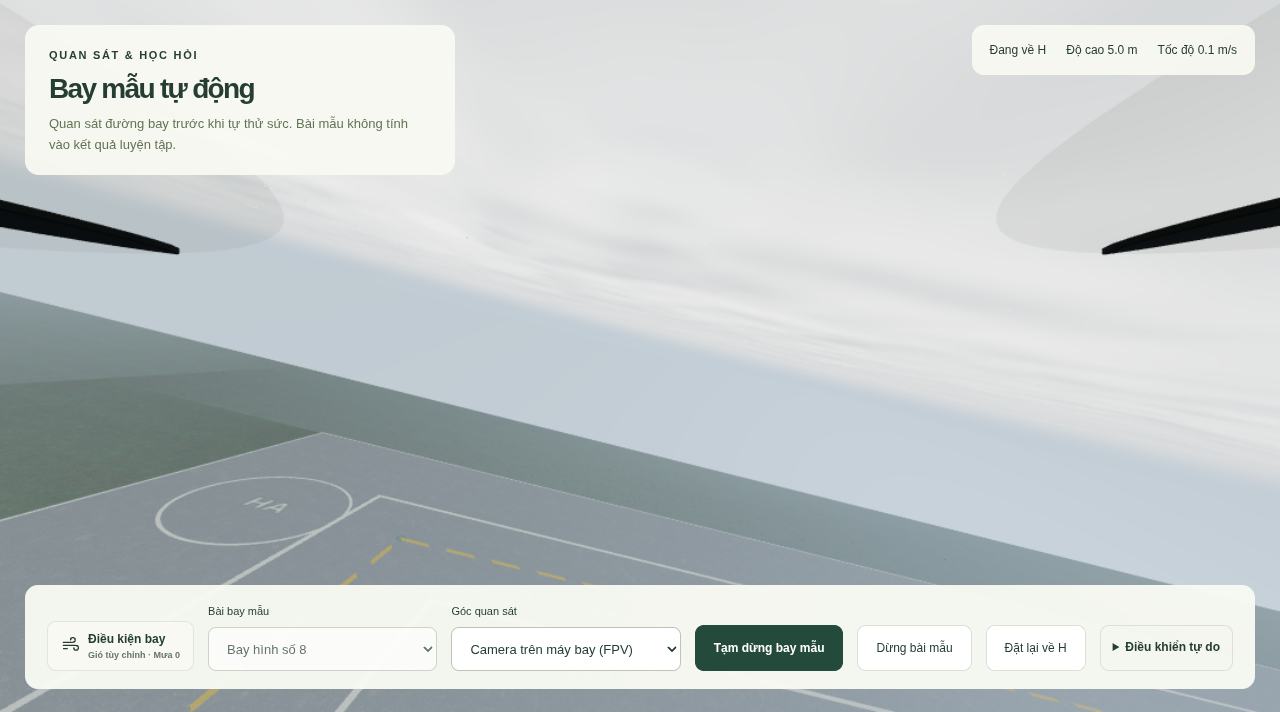 QUAN SÁT & HỌC HỎI
Bay mẫu tự động
Quan sát đường bay trước khi tự thử sức. Bài mẫu không tính
vào kết quả luyện tập.
Đang về H Độ cao 5.0 m Tốc độ 0.1 m/s
HA
Điều kiện bay
Gió tùy chỉnh · Mưa 0
Bài bay mẫu
Bay hình số 8
Góc quan sát
Camera trên máy bay (FPV)
Tạm dừng bay mẫu
Dừng bài mẫu
Đặt lại về H
Điều khiển tự do